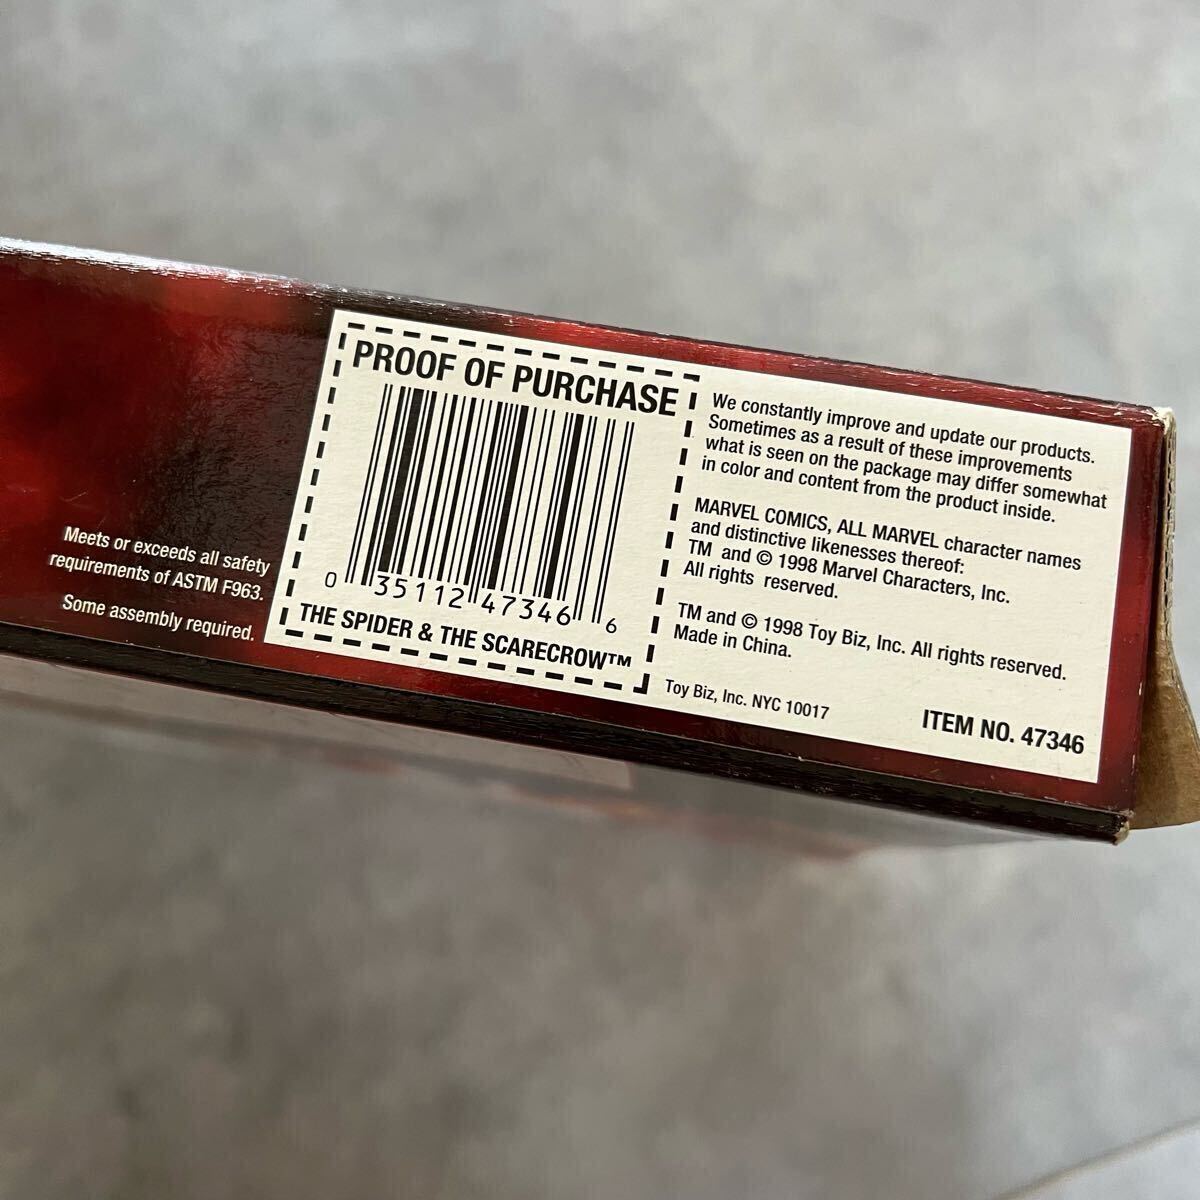 Meets or exceeds all safety
requirements of ASTM F963.
Some assembly required.
PROOF OF PURCHASE
0 35112 47346 6
THE SPIDER & THE SCARECROW™
We constantly improve and update our products.
Sometimes as a result of these improvements
what is seen on the package may differ somewhat
in color and content from the product inside.
MARVEL COMICS, ALL MARVEL character names
and distinctive likenesses thereof:
TM and © 1998 Marvel Characters, Inc.
All rights reserved.
TM and © 1998 Toy Biz, Inc. All rights reserved.
Made in China.
Toy Biz, Inc. NYC 10017
ITEM NO. 47346